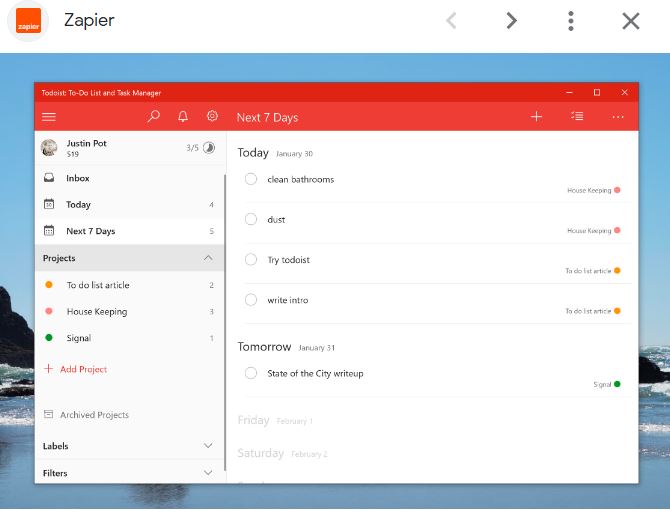 zapier
Zapier
Todoist: To-Do List and Task Manager
Next 7 Days
Justin Pot
519
3/5
Inbox
Today 4
Next 7 Days 5
Projects
To do list article 2
House Keeping 3
Signal 1
+ Add Project
Archived Projects
Labels
Filters
Today January 30
clean bathrooms
House Keeping
dust
House Keeping
Try todoist
To do list article
write intro
To do list article
Tomorrow January 31
State of the City writeup
Signal
Friday February 1
Saturday February 2